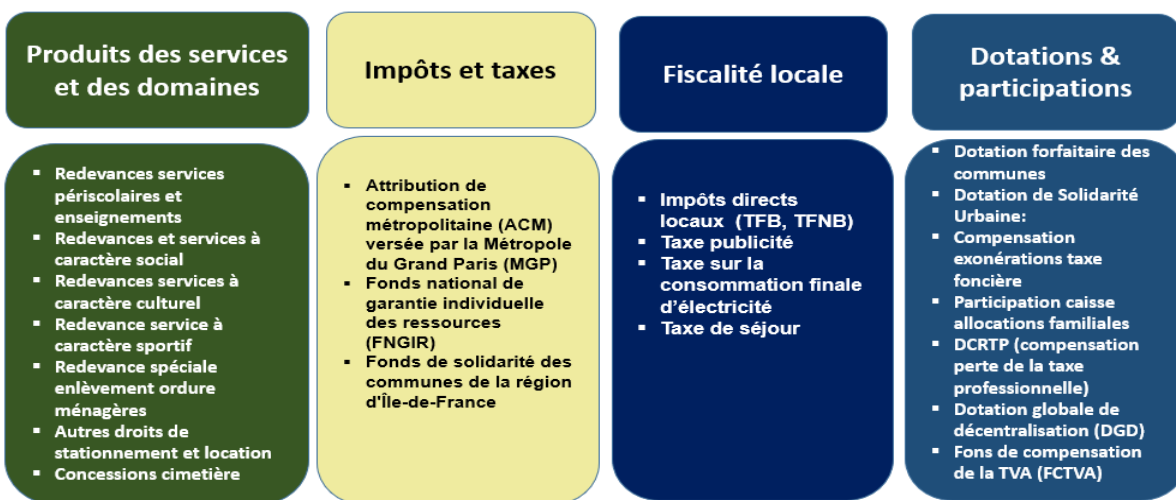 Produits des services
et des domaines
▪ Redevances services
périscolaires et
enseignements
▪ Redevances et services à
caractère social
▪ Redevances services à
caractère culturel
▪ Redevance service à
caractère sportif
▪ Redevance spéciale
enlèvement ordure
ménagères
▪ Autres droits de
stationnement et location
▪ Concessions cimetière
Impôts et taxes
▪ Attribution de
compensation
métropolitaine (ACM)
versée par la Métropole
du Grand Paris (MGP)
▪ Fonds national de
garantie individuelle
des ressources
(FNGIR)
▪ Fonds de solidarité des
communes de la région
d'Île-de-France
Fiscalité locale
▪ Impôts directs
locaux (TFB, TFNB)
▪ Taxe publicité
▪ Taxe sur la
consommation finale
d'électricité
▪ Taxe de séjour
Dotations &
participations
▪ Dotation forfaitaire des
communes
▪ Dotation de Solidarité
Urbaine:
▪ Compensation
exonérations taxe
foncière
▪ Participation caisse
allocations familiales
▪ DCRTP (compensation
perte de la taxe
professionnelle)
▪ Dotation globale de
décentralisation (DGD)
▪ Fons de compensation
de la TVA (FCTVA)